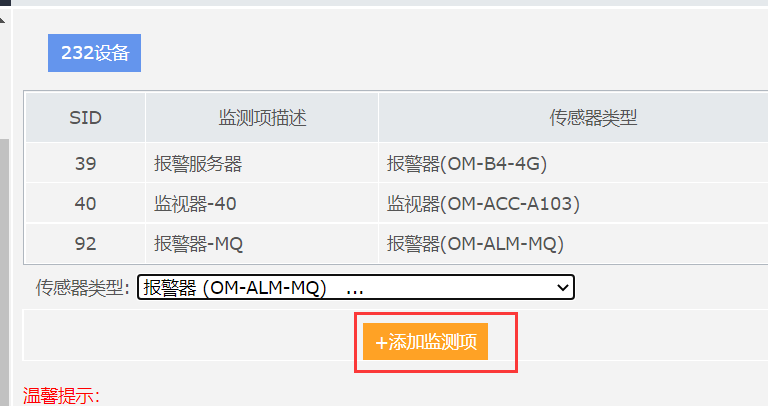 232设备
SID 监测项描述 传感器类型
39 报警服务器 报警器(OM-B4-4G)
40 监视器-40 监视器(OM-ACC-A103)
92 报警器-MQ 报警器(OM-ALM-MQ)
传感器类型: 报警器 (OM-ALM-MQ) ...
+添加监测项
温馨提示：